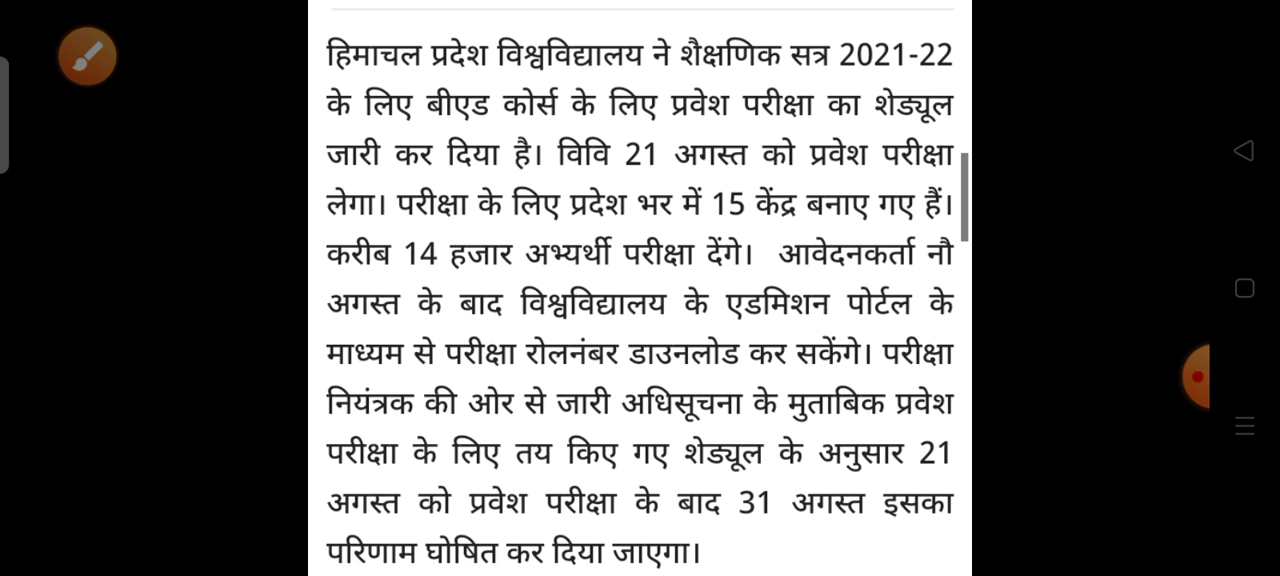 हिमाचल प्रदेश विश्वविद्यालय ने शैक्षणिक सत्र 2021-22
के लिए बीएड कोर्स के लिए प्रवेश परीक्षा का शेड्यूल
जारी कर दिया है। विवि 21 अगस्त को प्रवेश परीक्षा
लेगा। परीक्षा के लिए प्रदेश भर में 15 केंद्र बनाए गए हैं।
करीब 14 हजार अभ्यर्थी परीक्षा देंगे। आवेदनकर्ता नौ
अगस्त के बाद विश्वविद्यालय के एडमिशन पोर्टल के
माध्यम से परीक्षा रोलनंबर डाउनलोड कर सकेंगे। परीक्षा
नियंत्रक की ओर से जारी अधिसूचना के मुताबिक प्रवेश
परीक्षा के लिए तय किए गए शेड्यूल के अनुसार 21
अगस्त को प्रवेश परीक्षा के बाद 31 अगस्त इसका
परिणाम घोषित कर दिया जाएगा।